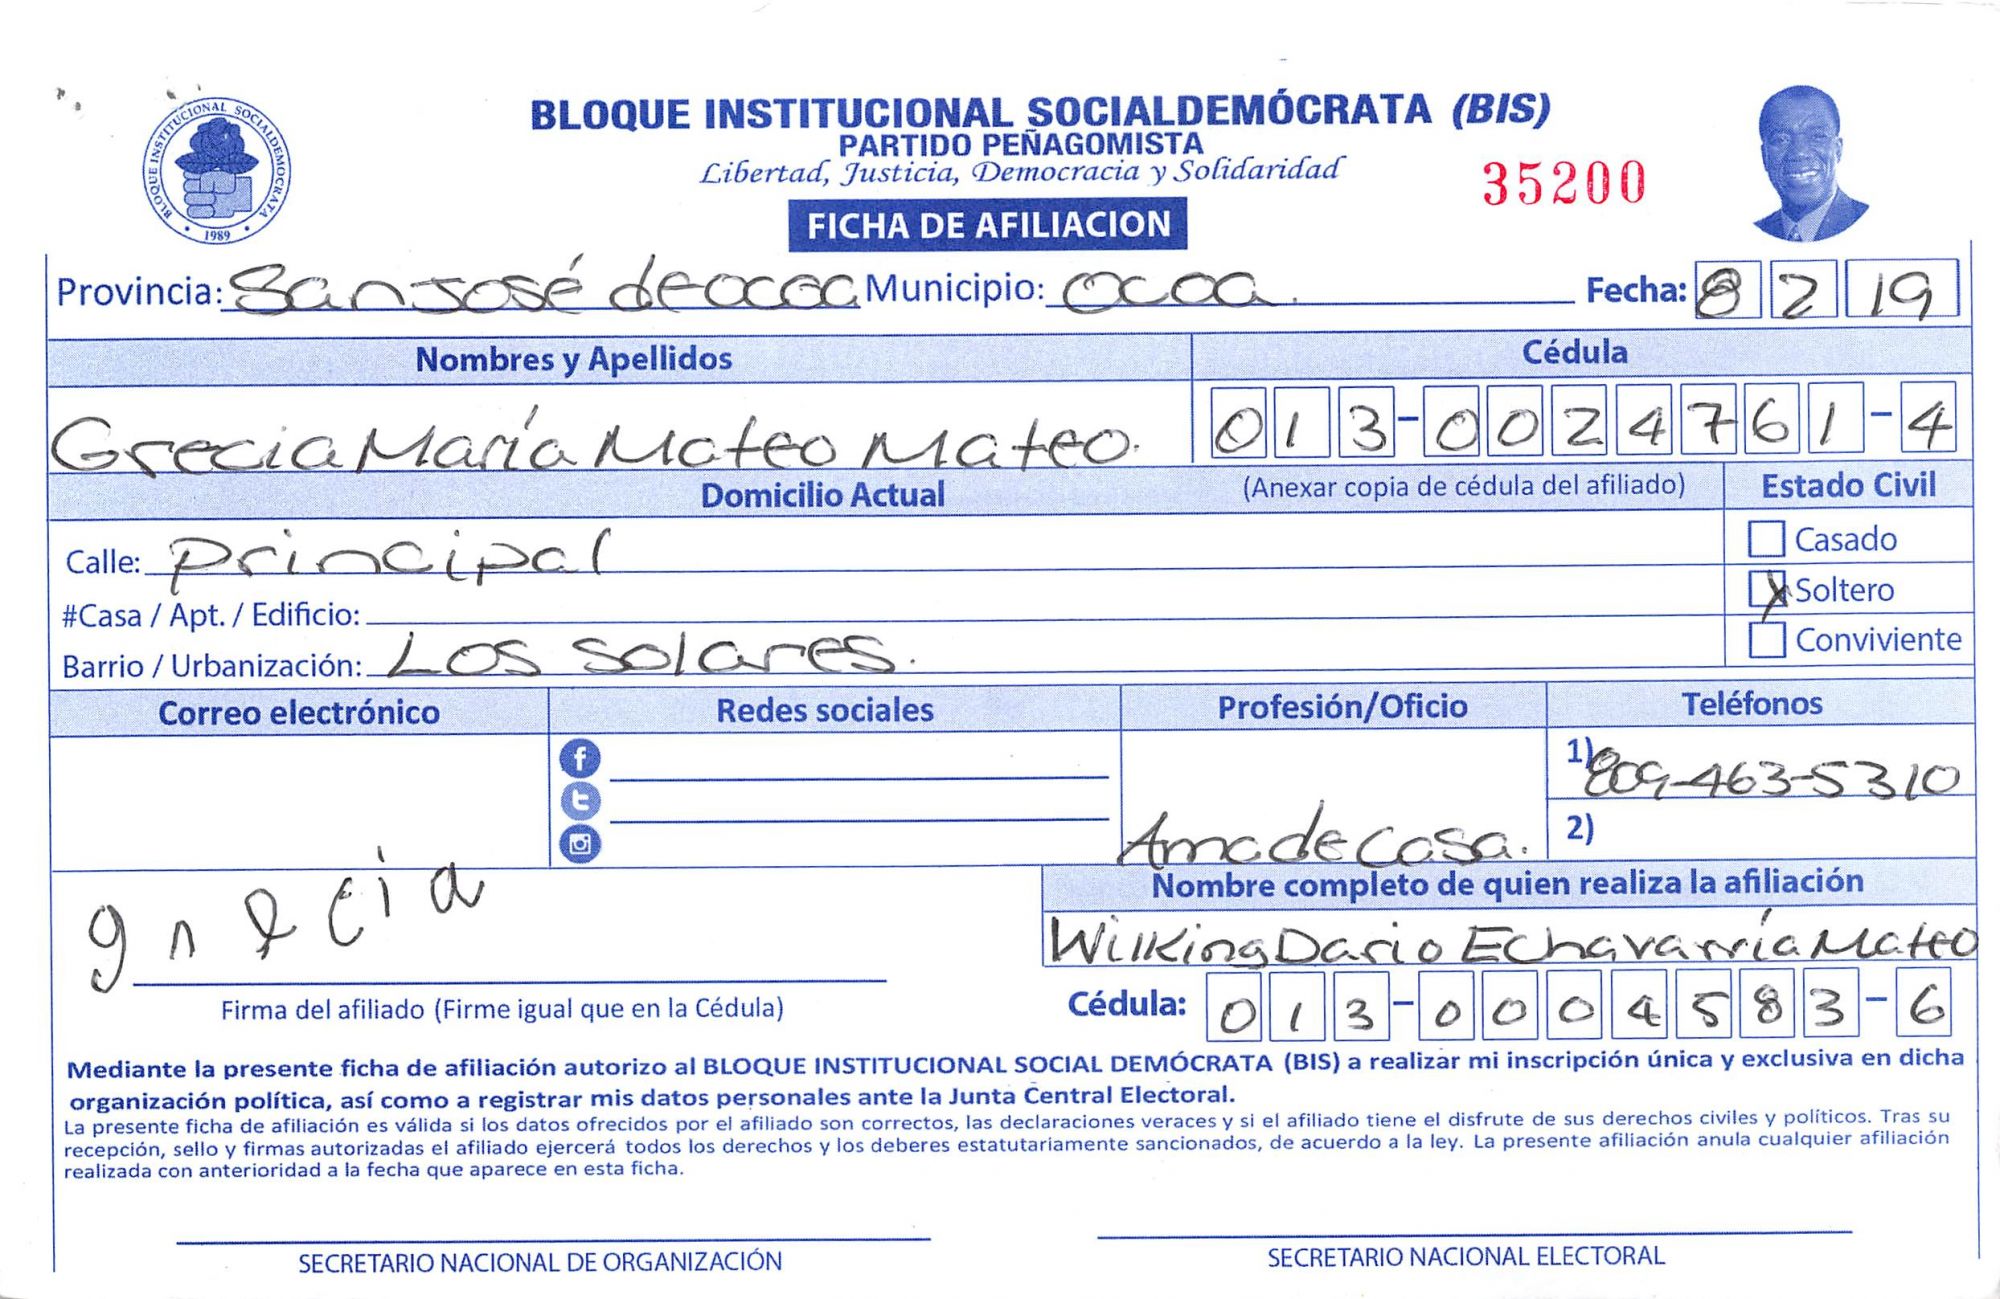 BLOQUE INSTITUCIONAL SOCIALDEMOCRATA
1989
BLOQUE INSTITUCIONAL SOCIALDEMÓCRATA (BIS)
PARTIDO PEÑAGOMISTA
Libertad, Justicia, Democracia y Solidaridad
35200
FICHA DE AFILIACION
Provincia: San José de ocoa Municipio: ocoa. Fecha: 8 2 19
Nombres y Apellidos Cédula
Grecia María Mateo Mateo. 013-0024761-4
Domicilio Actual (Anexar copia de cédula del afiliado) Estado Civil
Calle: Principal Casado
#Casa / Apt. / Edificio: X Soltero
Barrio / Urbanización: Los Solares. Conviviente
Correo electrónico Redes sociales Profesión/Oficio Teléfonos
1) 809-463-5310
Ama de Casa. 2)
Nombre completo de quien realiza la afiliación
grecia
Wilking Dario Echavarría Mateo
Firma del afiliado (Firme igual que en la Cédula) Cédula: 013-0004583-6
Mediante la presente ficha de afiliación autorizo al BLOQUE INSTITUCIONAL SOCIAL DEMÓCRATA (BIS) a realizar mi inscripción única y exclusiva en dicha
organización política, así como a registrar mis datos personales ante la Junta Central Electoral.
La presente ficha de afiliación es válida si los datos ofrecidos por el afiliado son correctos, las declaraciones veraces y si el afiliado tiene el disfrute de sus derechos civiles y políticos. Tras su
recepción, sello y firmas autorizadas el afiliado ejercerá todos los derechos y los deberes estatutariamente sancionados, de acuerdo a la ley. La presente afiliación anula cualquier afiliación
realizada con anterioridad a la fecha que aparece en esta ficha.
SECRETARIO NACIONAL DE ORGANIZACIÓN SECRETARIO NACIONAL ELECTORAL